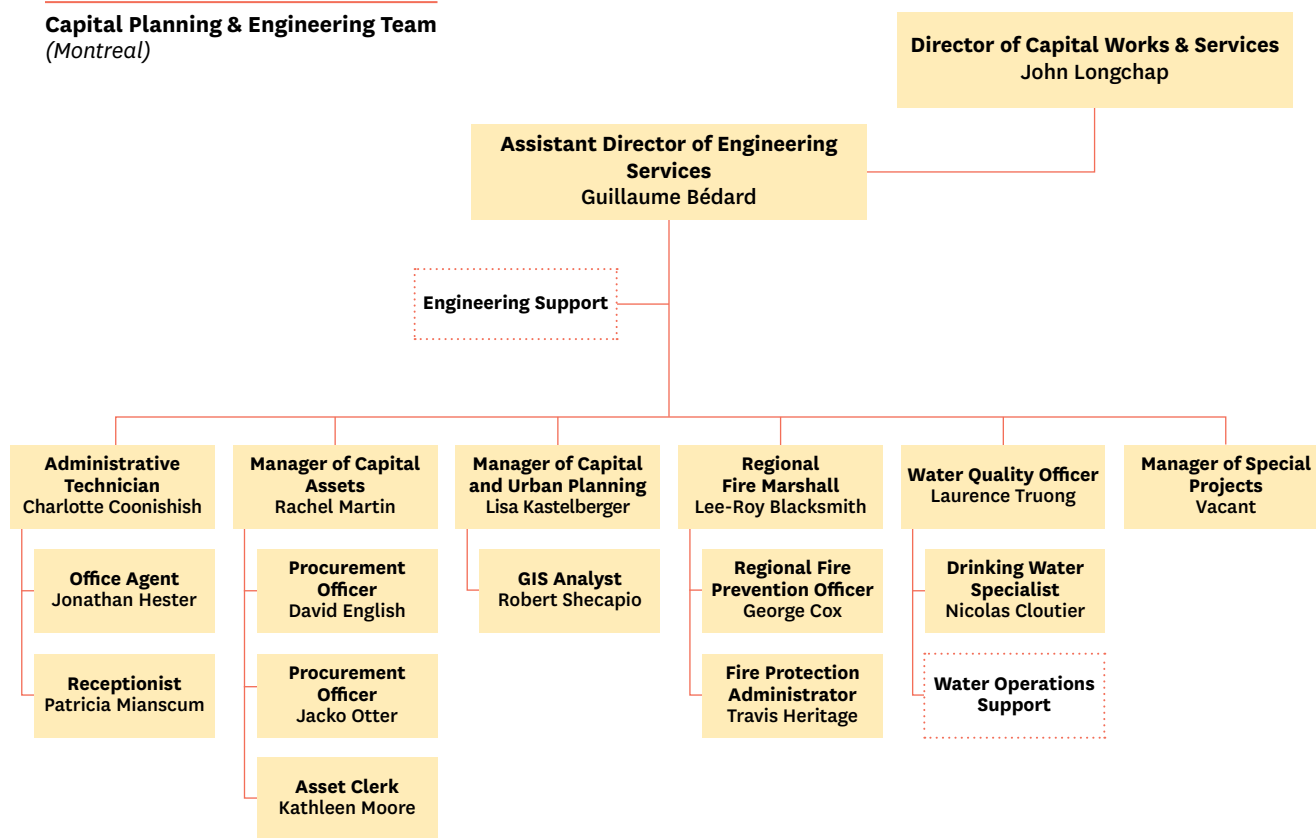 Capital Planning & Engineering Team
(Montreal)
Director of Capital Works & Services
John Longchap
Assistant Director of Engineering
Services
Guillaume Bédard
Engineering Support
Administrative
Technician
Charlotte Coonishish
Manager of Capital
Assets
Rachel Martin
Manager of Capital
and Urban Planning
Lisa Kastelberger
Regional
Fire Marshall
Lee-Roy Blacksmith
Water Quality Officer
Laurence Truong
Manager of Special
Projects
Vacant
Office Agent
Jonathan Hester
Procurement
Officer
David English
GIS Analyst
Robert Shecapio
Regional Fire
Prevention Officer
George Cox
Drinking Water
Specialist
Nicolas Cloutier
Receptionist
Patricia Mianscum
Procurement
Officer
Jacko Otter
Fire Protection
Administrator
Travis Heritage
Water Operations
Support
Asset Clerk
Kathleen Moore